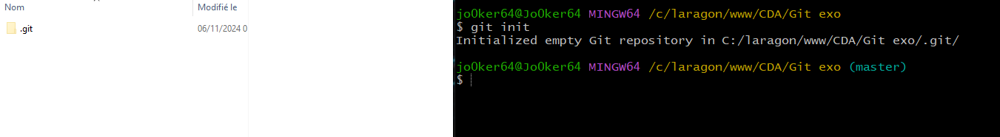 Nom Modifié le
.git 06/11/2024 0
jo0ker64@Jo0ker64 MINGW64 /c/laragon/www/CDA/Git exo
$ git init
Initialized empty Git repository in C:/laragon/www/CDA/Git exo/.git/
jo0ker64@Jo0ker64 MINGW64 /c/laragon/www/CDA/Git exo (master)
$